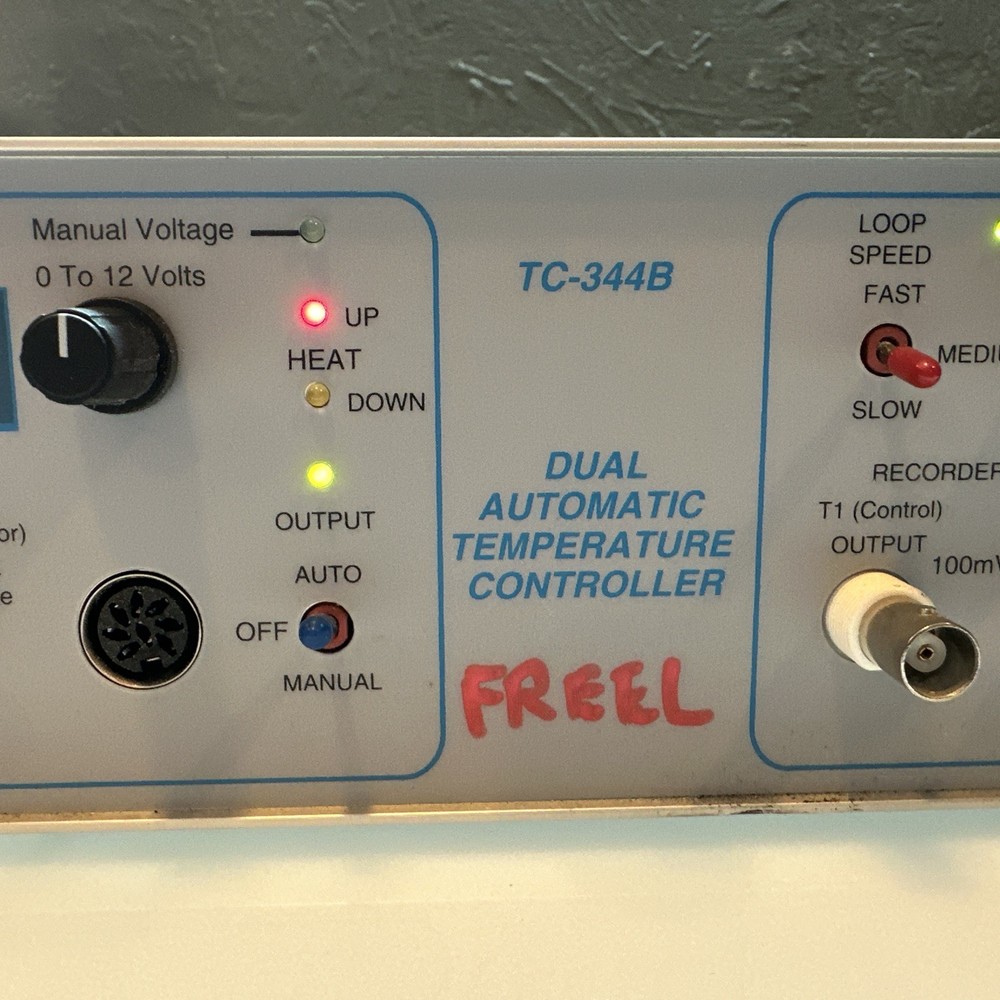 Manual Voltage
0 To 12 Volts
UP
HEAT
DOWN
OUTPUT
AUTO
OFF
MANUAL
TC-344B
DUAL
AUTOMATIC
TEMPERATURE
CONTROLLER
FREEL
LOOP
SPEED
FAST
SLOW
RECORDER
T1 (Control)
OUTPUT